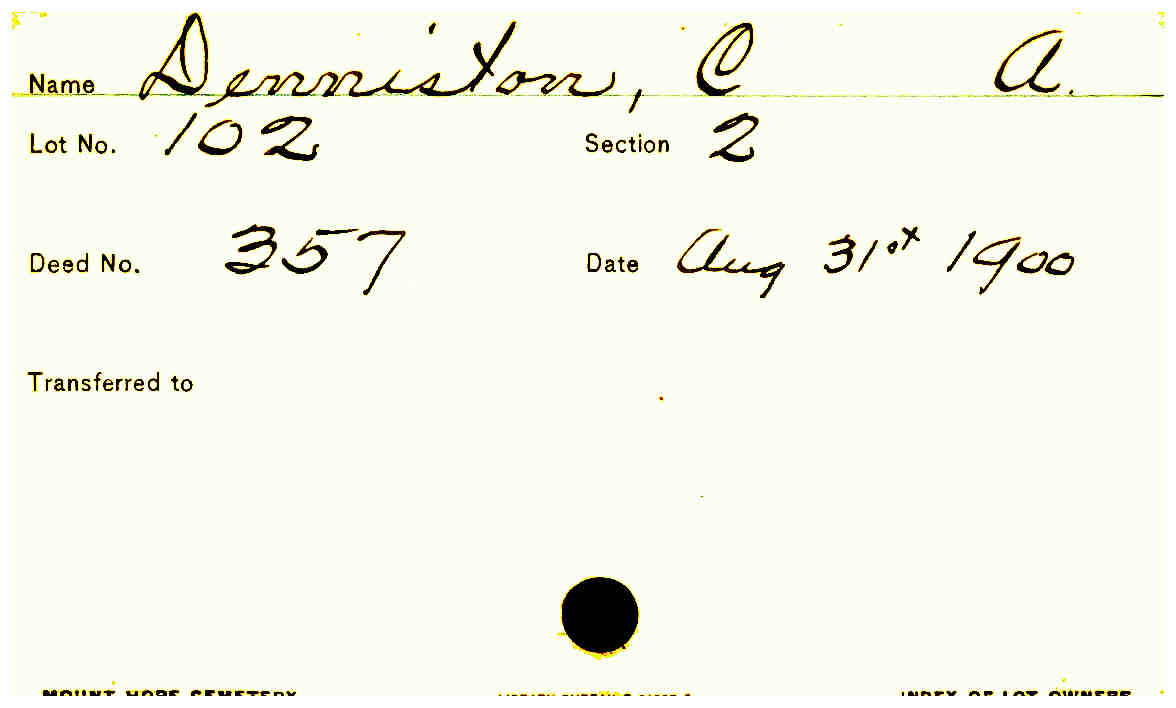 Name Denniston, C A.
Lot No. 102 Section 2
Deed No. 357 Date Aug 31st 1900
Transferred to
MOUNT HOPE CEMETERY INDEX OF LOT OWNERS